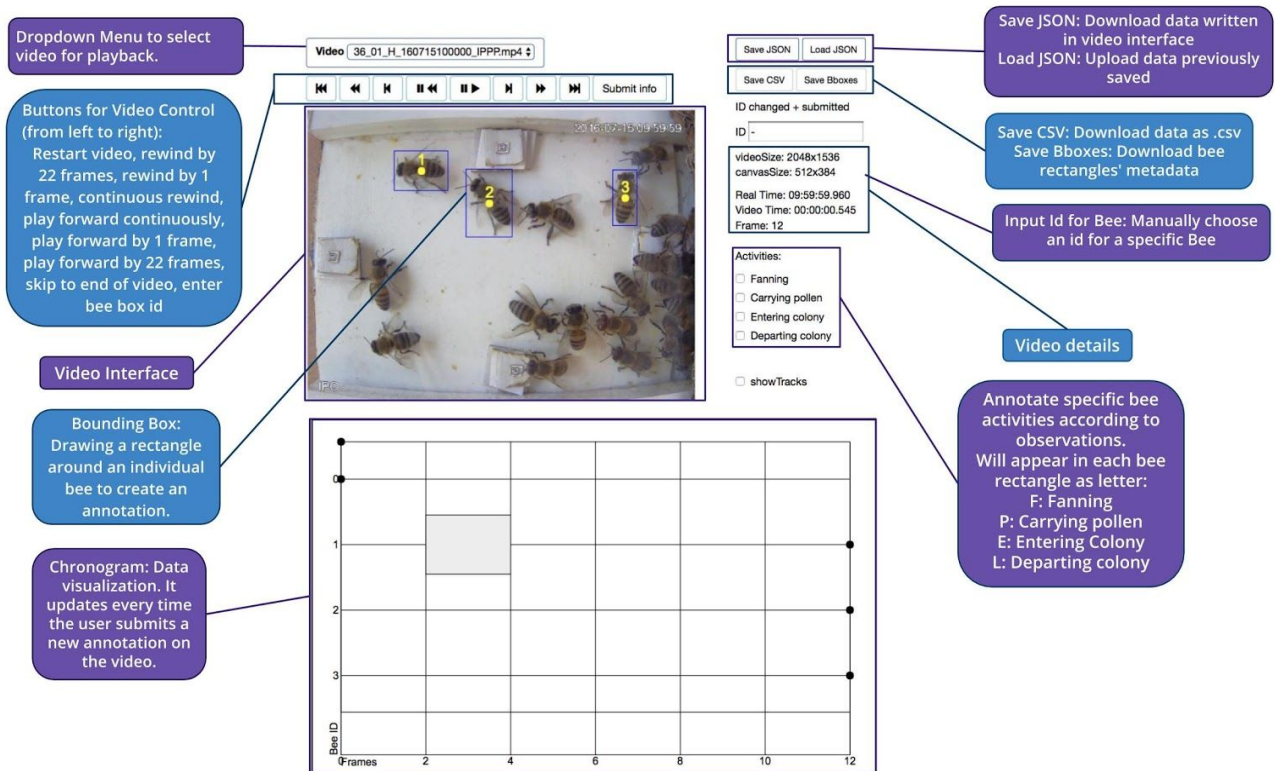 Dropdown Menu to select
video for playback.
Buttons for Video Control
(from left to right):
Restart video, rewind by
22 frames, rewind by 1
frame, continuous rewind,
play forward continuously,
play forward by 1 frame,
play forward by 22 frames,
skip to end of video, enter
bee box id
Video Interface
Bounding Box:
Drawing a rectangle
around an individual
bee to create an
annotation.
Chronogram: Data
visualization. It
updates every time
the user submits a
new annotation on
the video.
Video 36_01_H_160715100000_IPPP.mp4
Submit info
2016-07-15 09:59:59
1
2
3
IPC
Save JSON Load JSON
Save CSV Save Bboxes
ID changed + submitted
ID -
videoSize: 2048x1536
canvasSize: 512x384
Real Time: 09:59:59.960
Video Time: 00:00:00.545
Frame: 12
Activities:
Fanning
Carrying pollen
Entering colony
Departing colony
showTracks
0
1
2
3
Bee ID
0 2 4 6 8 10 12
Frames
Save JSON: Download data written
in video interface
Load JSON: Upload data previously
saved
Save CSV: Download data as .csv
Save Bboxes: Download bee
rectangles' metadata
Input Id for Bee: Manually choose
an id for a specific Bee
Video details
Annotate specific bee
activities according to
observations.
Will appear in each bee
rectangle as letter:
F: Fanning
P: Carrying pollen
E: Entering Colony
L: Departing colony